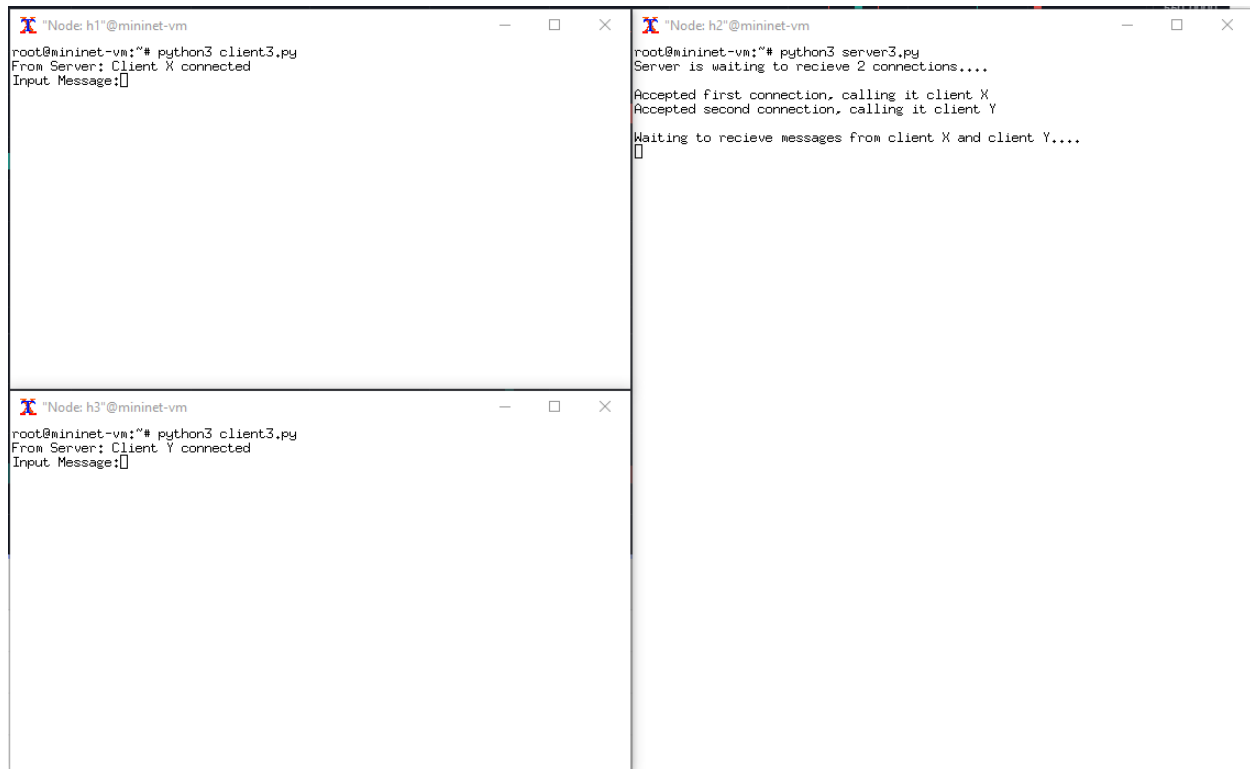 "Node: h1"@mininet-vm
root@mininet-vm:~# python3 client3.py
From Server: Client X connected
Input Message:
"Node: h2"@mininet-vm
root@mininet-vm:~# python3 server3.py
Server is waiting to recieve 2 connections....
Accepted first connection, calling it client X
Accepted second connection, calling it client Y
Waiting to recieve messages from client X and client Y....
"Node: h3"@mininet-vm
root@mininet-vm:~# python3 client3.py
From Server: Client Y connected
Input Message: